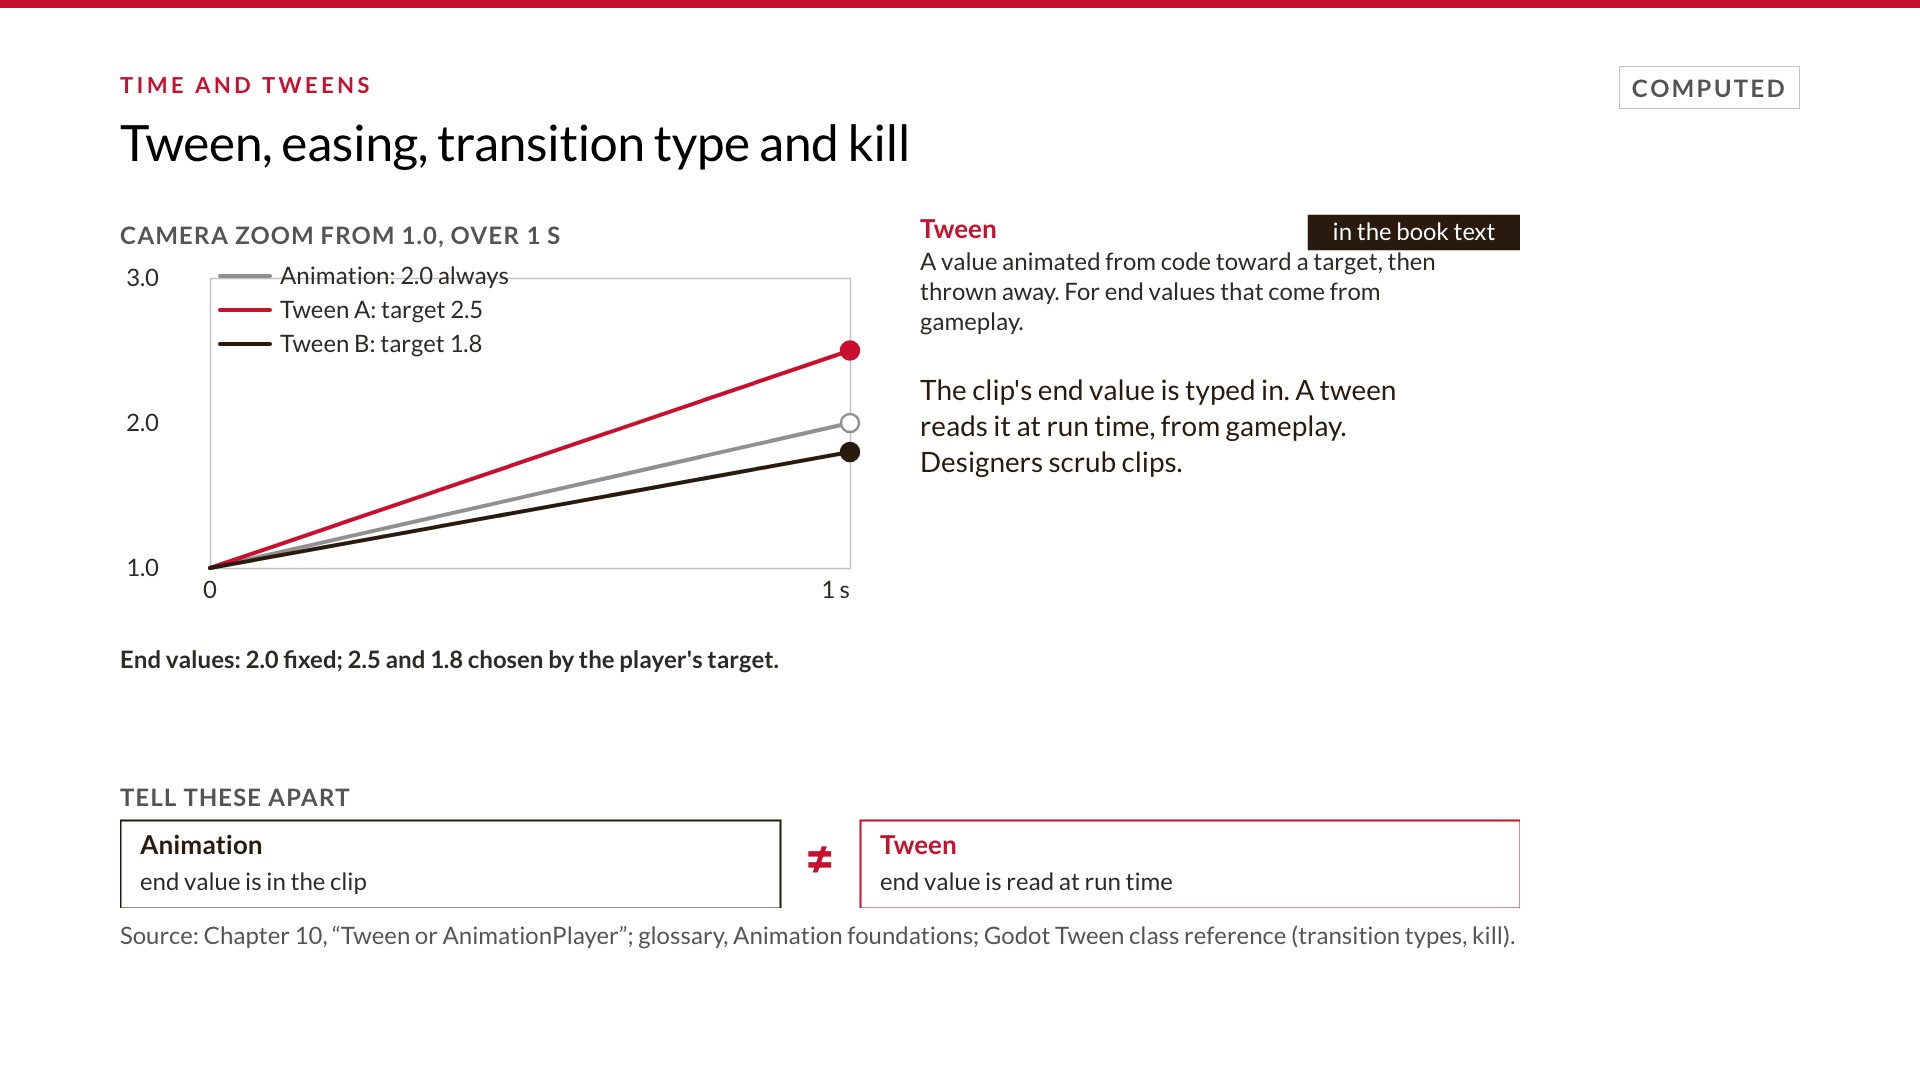 TIME AND TWEENS
COMPUTED
Tween, easing, transition type and kill
CAMERA ZOOM FROM 1.0, OVER 1 S
3.0
Animation: 2.0 always
Tween A: target 2.5
Tween B: target 1.8
2.0
1.0
0
1 s
End values: 2.0 fixed; 2.5 and 1.8 chosen by the player's target.
Tween
in the book text
A value animated from code toward a target, then
thrown away. For end values that come from
gameplay.
The clip's end value is typed in. A tween
reads it at run time, from gameplay.
Designers scrub clips.
TELL THESE APART
Animation
end value is in the clip
≠
Tween
end value is read at run time
Source: Chapter 10, “Tween or AnimationPlayer”; glossary, Animation foundations; Godot Tween class reference (transition types, kill).